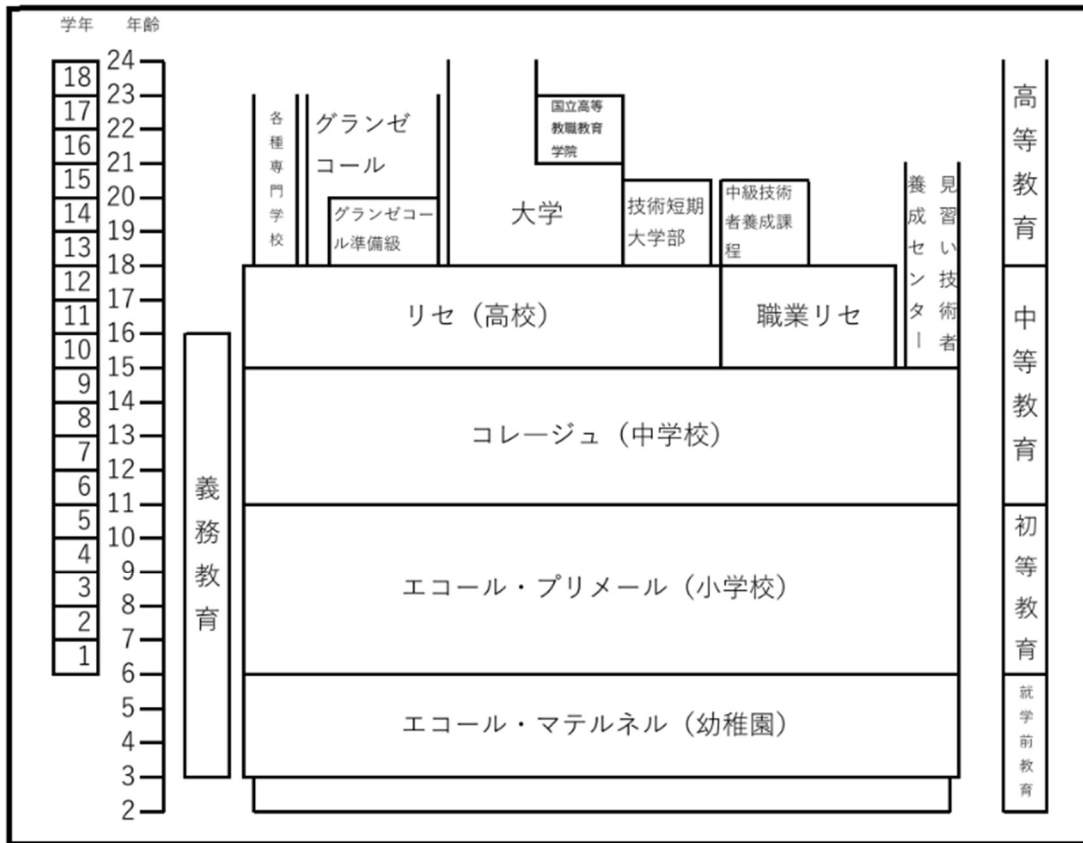 学年 年齢
24
18
23
17
22
16
21
15
20
14
19
13
18
12
17
11
16
10
15
9
14
8
13
7
12
6
11
5
10
4
9
3
8
2
7
1
6
5
4
3
2
義務教育
各種専門学校
グランゼ
コール
グランゼコー
ル準備級
大学
国立高等
教職教育
学院
技術短期
大学部
中級技術
者養成課
程
見習い技術者
養成センター
リセ（高校）
職業リセ
コレージュ（中学校）
エコール・プリメール（小学校）
エコール・マテルネル（幼稚園）
高等教育
中等教育
初等教育
就学前教育